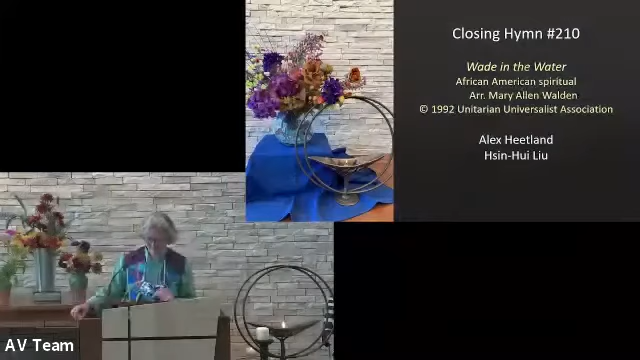 Closing Hymn #210
Wade in the Water
African American spiritual
Arr. Mary Allen Walden
© 1992 Unitarian Universalist Association
Alex Heetland
Hsin-Hui Liu
AV Team